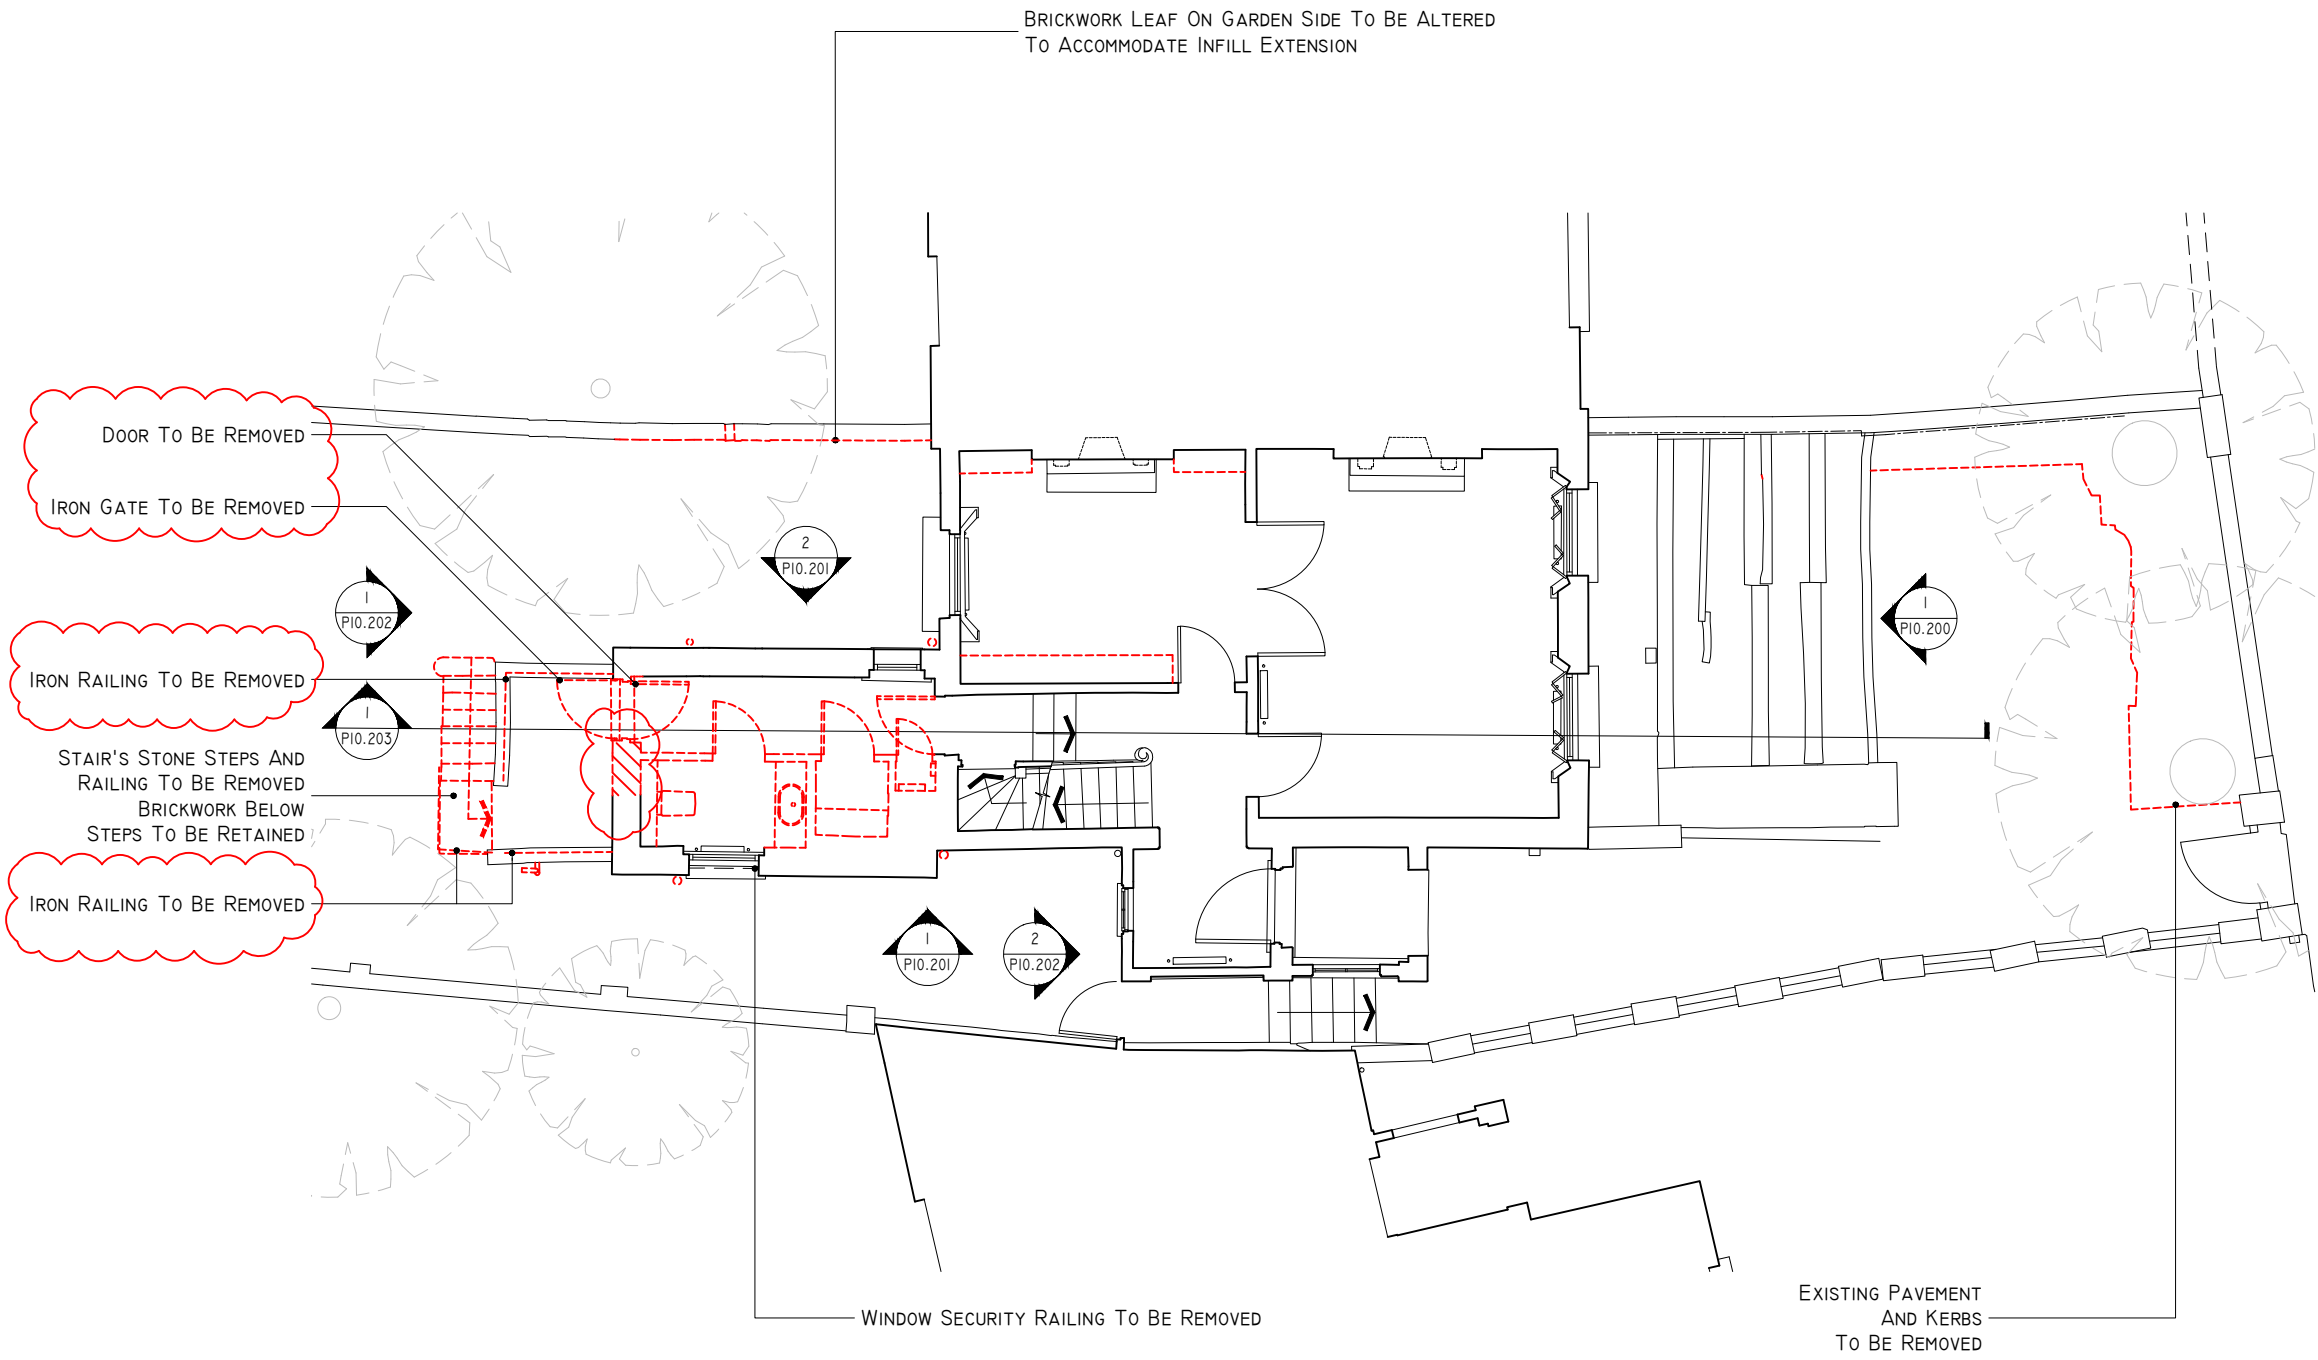 Brickwork Leaf On Garden Side To Be Altered
To Accommodate Infill Extension
Door To Be Removed
Iron Gate To Be Removed
2
P10.201
1
P10.202
1
P10.200
Iron Railing To Be Removed
1
P10.203
Stair's Stone Steps And
Railing To Be Removed
Brickwork Below
Steps To Be Retained
Iron Railing To Be Removed
1
P10.201
2
P10.202
Window Security Railing To Be Removed
Existing Pavement
And Kerbs
To Be Removed